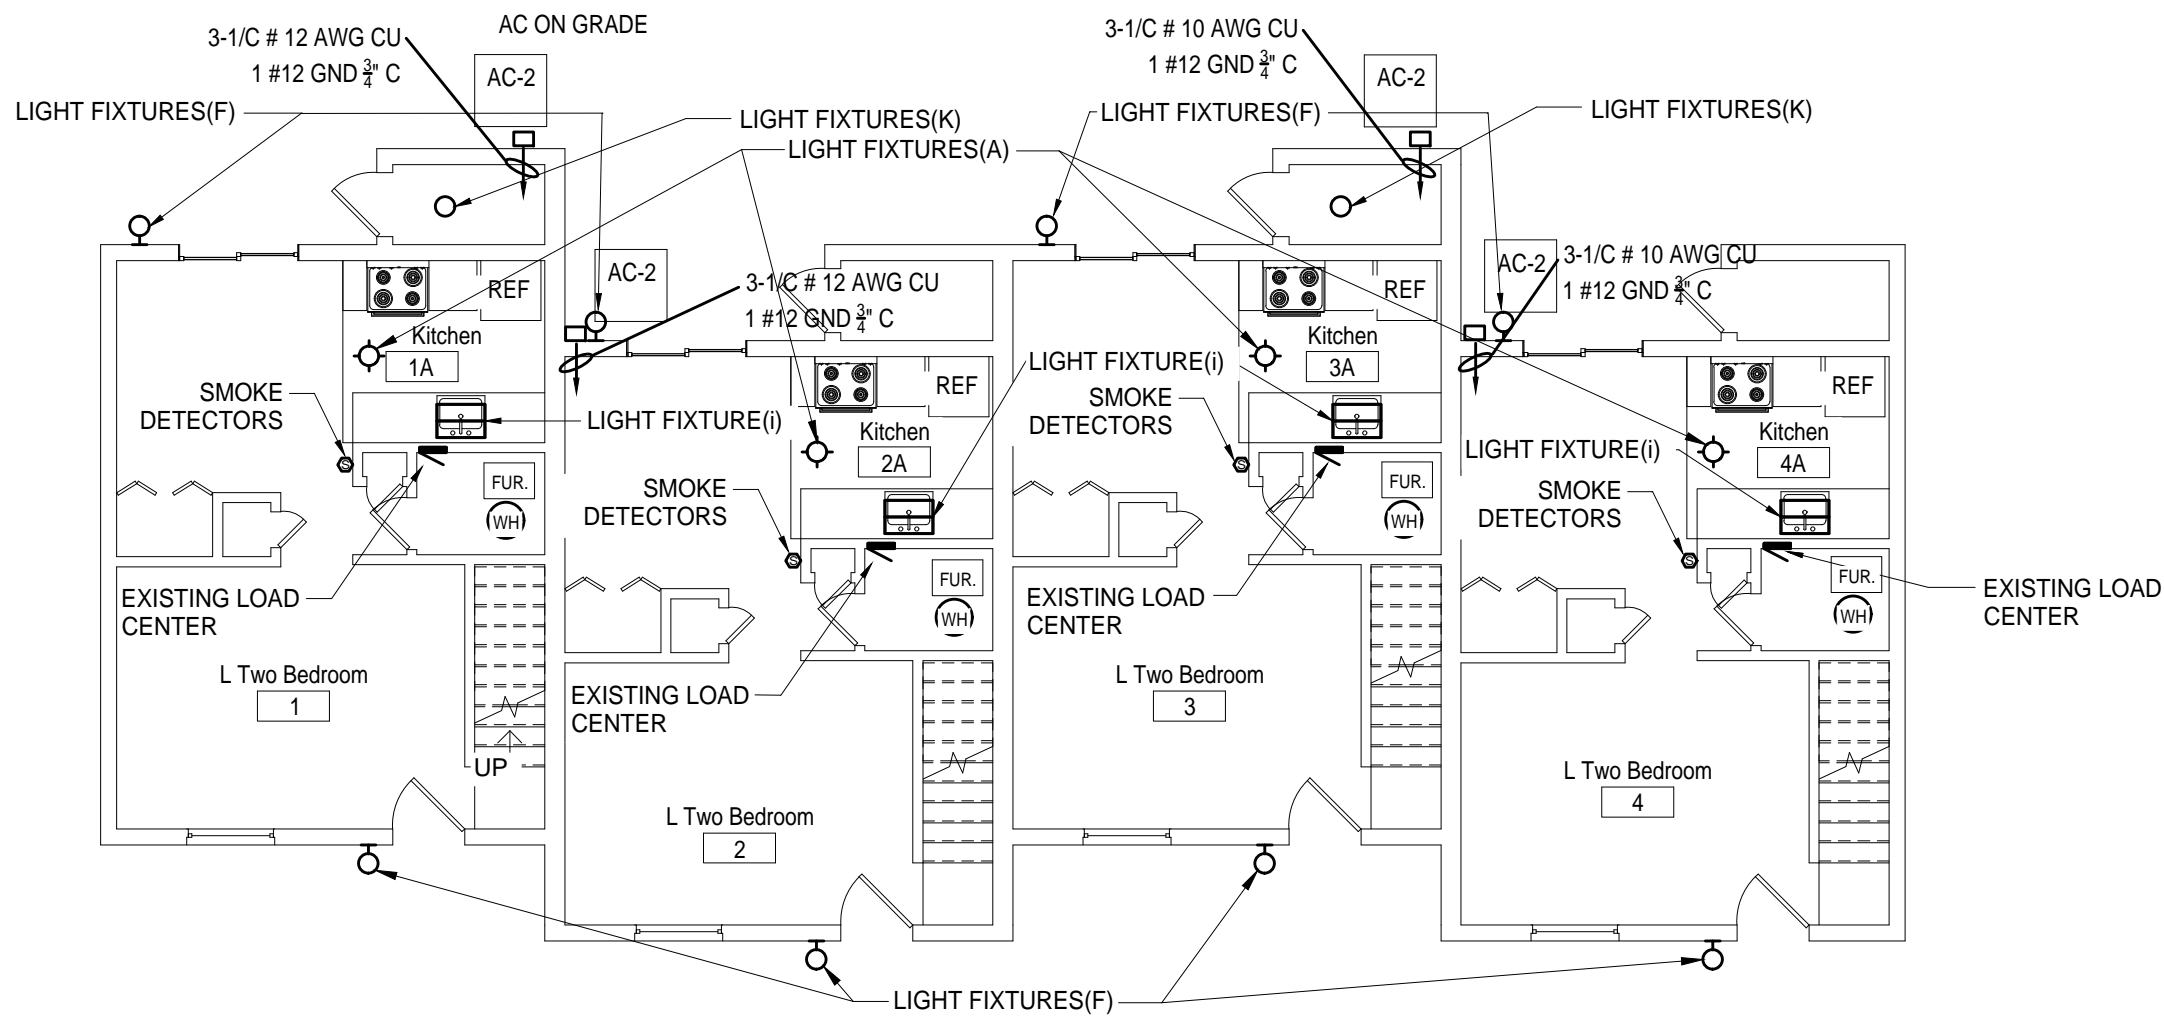 AC ON GRADE
3-1/C # 12 AWG CU
1 #12 GND 3/4" C
AC-2
LIGHT FIXTURES(F)
LIGHT FIXTURES(K)
LIGHT FIXTURES(A)
3-1/C # 10 AWG CU
1 #12 GND 3/4" C
AC-2
LIGHT FIXTURES(F)
LIGHT FIXTURES(K)
REF
AC-2
3-1/C # 12 AWG CU
1 #12 GND 3/4" C
REF
AC-2
3-1/C # 10 AWG CU
1 #12 GND 3/4" C
Kitchen
1A
LIGHT FIXTURE(i)
Kitchen
3A
REF
REF
SMOKE
DETECTORS
LIGHT FIXTURE(i)
Kitchen
2A
SMOKE
DETECTORS
LIGHT FIXTURE(i)
Kitchen
4A
S
FUR.
WH
SMOKE
DETECTORS
S
S
FUR.
WH
SMOKE
DETECTORS
S
EXISTING LOAD
CENTER
FUR.
WH
EXISTING LOAD
CENTER
FUR.
WH
EXISTING LOAD
CENTER
L Two Bedroom
1
EXISTING LOAD
CENTER
L Two Bedroom
3
UP
L Two Bedroom
2
L Two Bedroom
4
LIGHT FIXTURES(F)